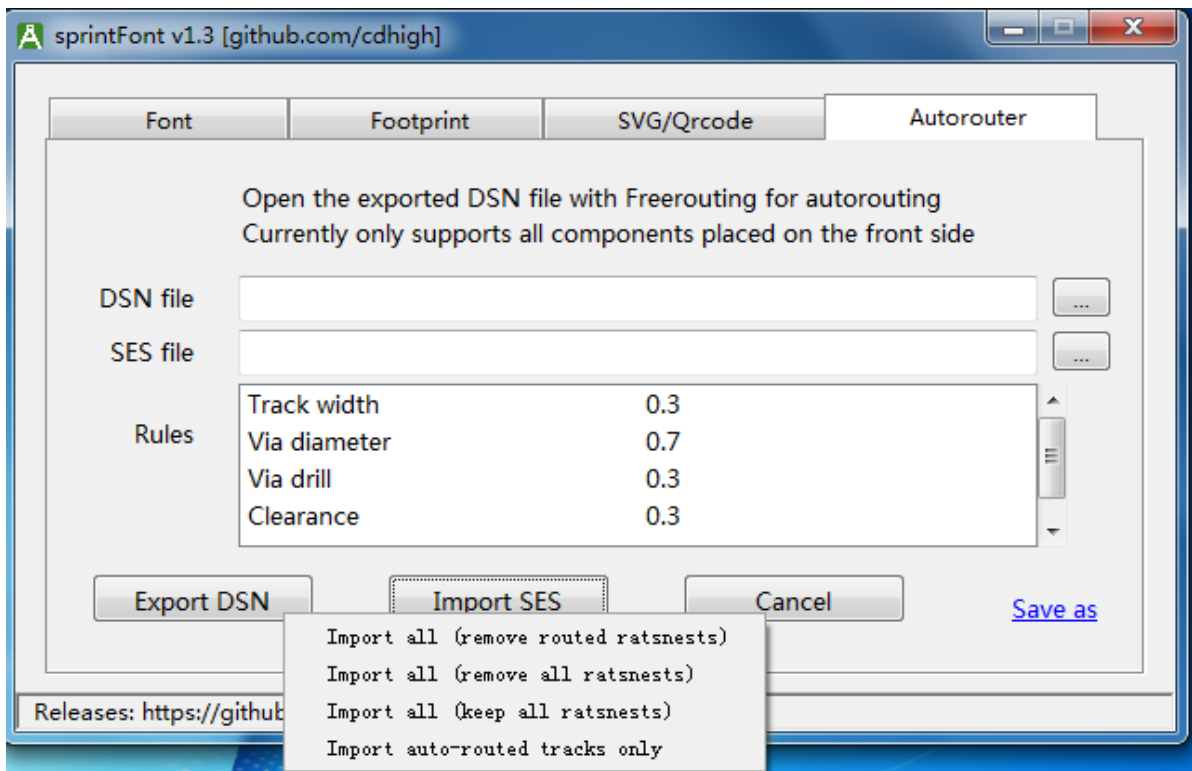 sprintFont v1.3 [github.com/cdhigh]
Font Footprint SVG/Qrcode Autorouter
Open the exported DSN file with Freerouting for autorouting
Currently only supports all components placed on the front side
DSN file ...
SES file ...
Rules
Track width 0.3
Via diameter 0.7
Via drill 0.3
Clearance 0.3
Export DSN Import SES Cancel Save as
Import all (remove routed ratsnests)
Import all (remove all ratsnests)
Import all (keep all ratsnests)
Import auto-routed tracks only
Releases: https://github